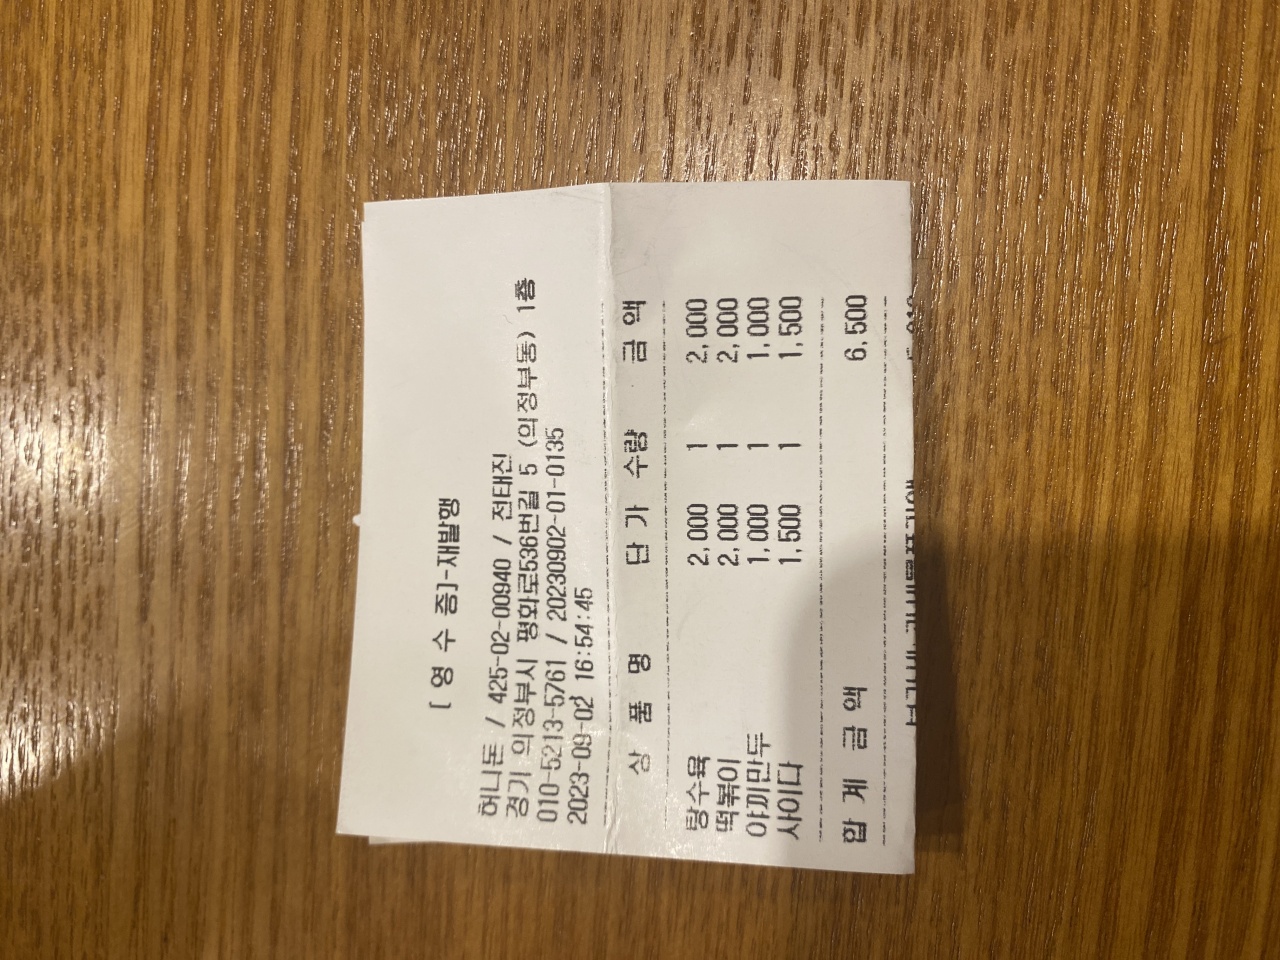 [ 영 수 증]-재발행
허니돈 / 425-02-00940 / 전태진
경기 의정부시 평화로536번길 5 (의정부동) 1층
010-5213-5761 / 20230902-01-0135
2023-09-02 16:54:45
상 품 명 단 가 수량 금 액
탕수육 2,000 1 2,000
떡볶이 2,000 1 2,000
야끼만두 1,000 1 1,000
사이다 1,500 1 1,500
합 계 금 액 6,500